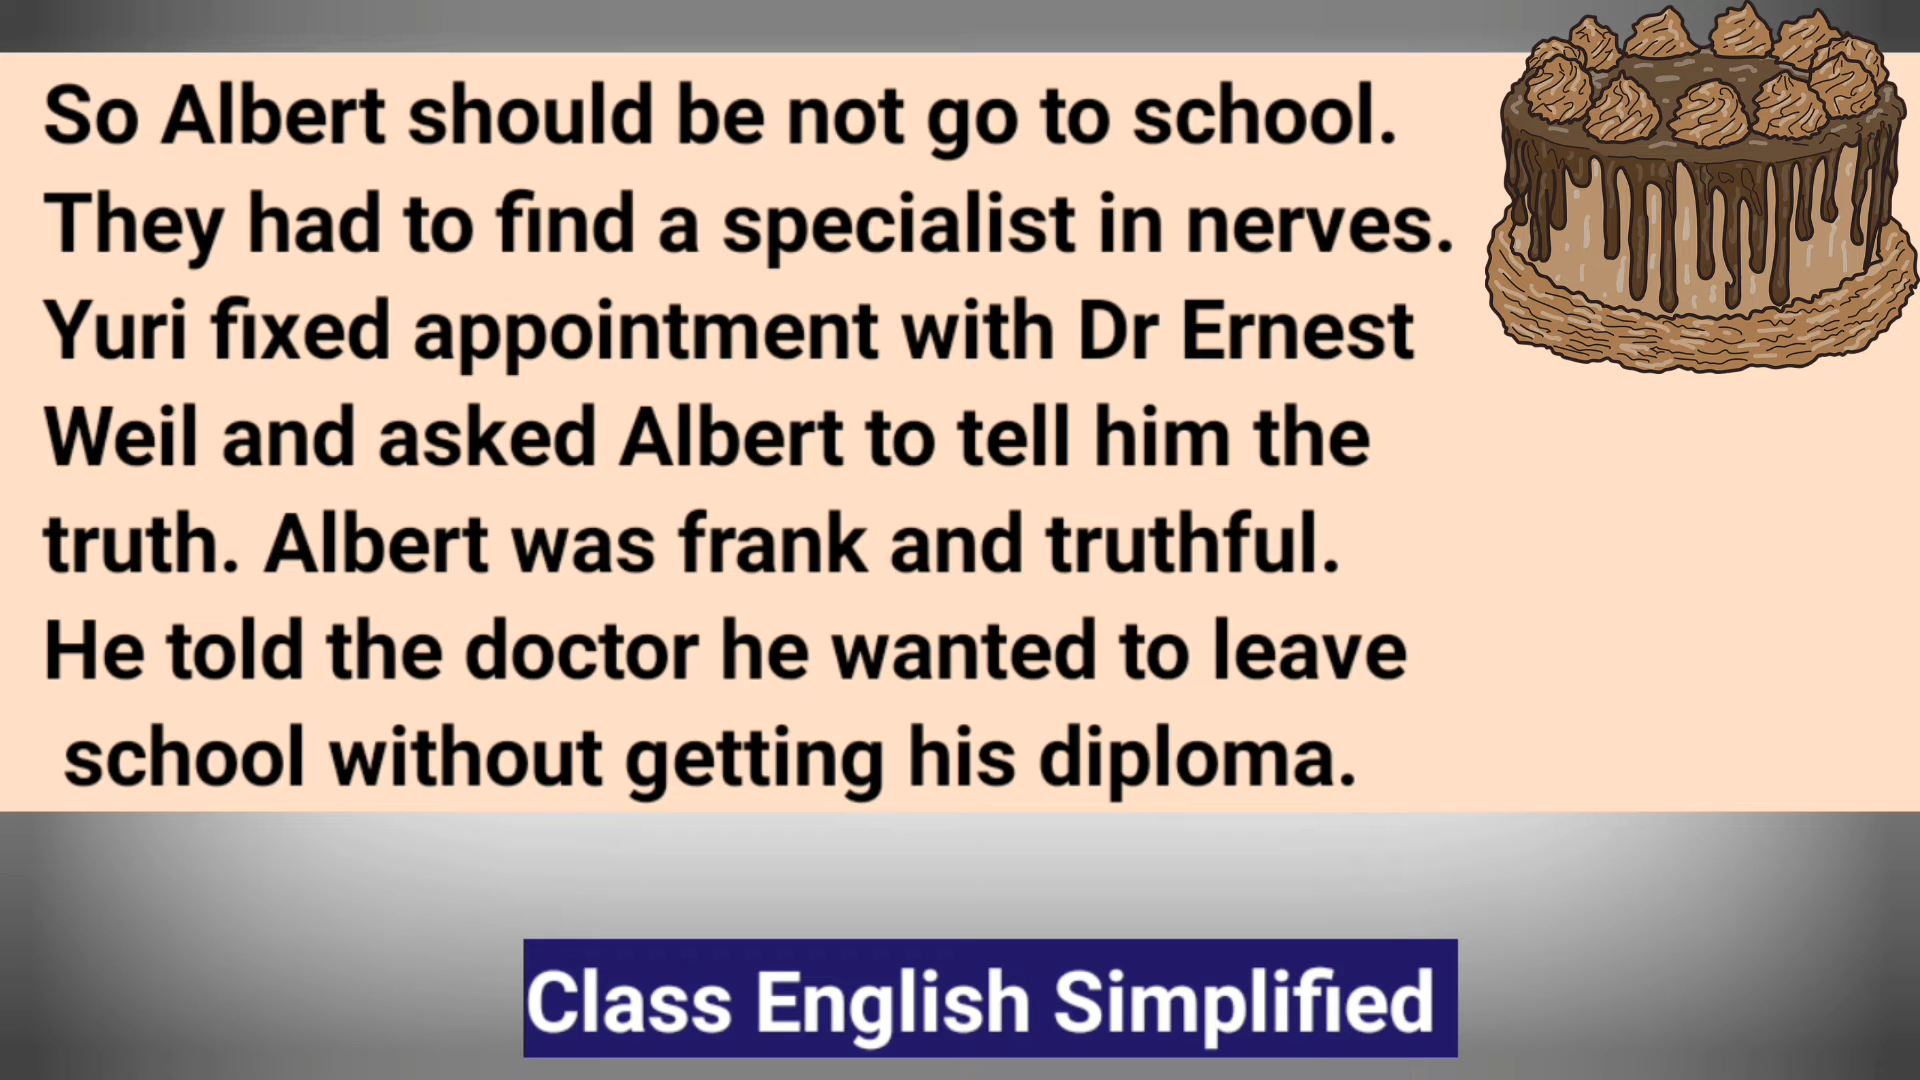 So Albert should be not go to school.
They had to find a specialist in nerves.
Yuri fixed appointment with Dr Ernest
Weil and asked Albert to tell him the
truth. Albert was frank and truthful.
He told the doctor he wanted to leave
school without getting his diploma.
Class English Simplified